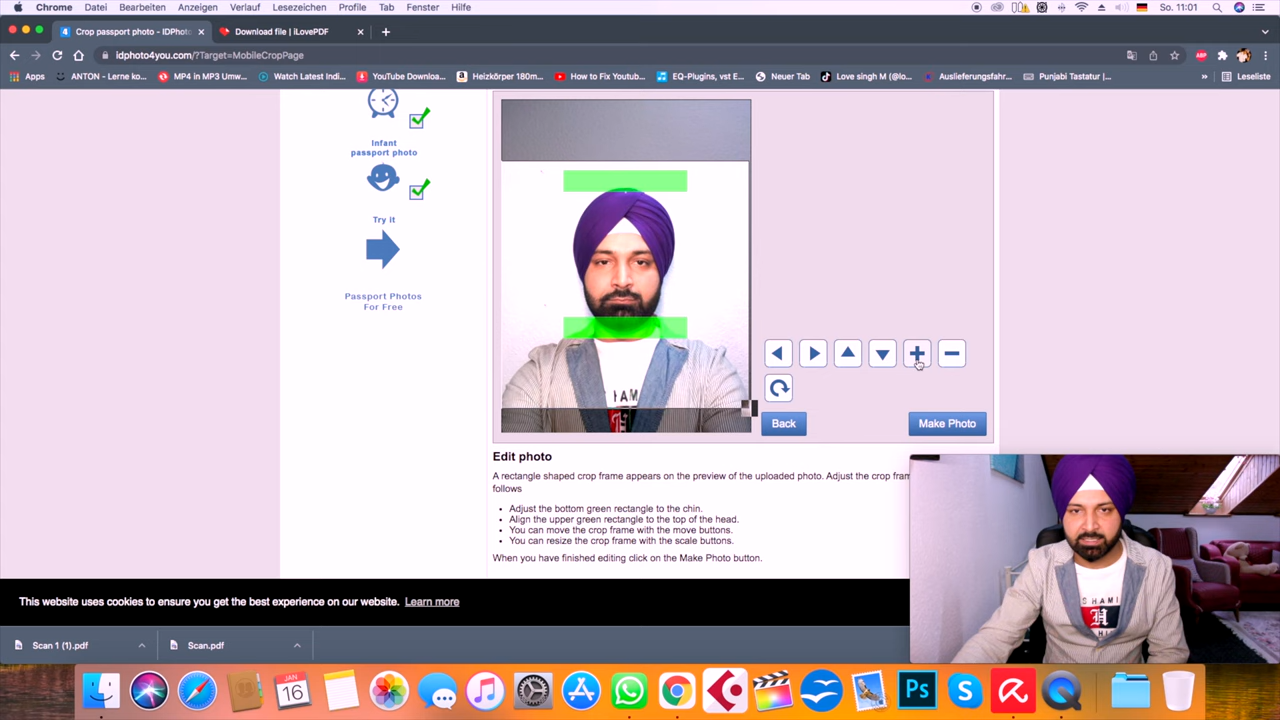 Chrome Datei Bearbeiten Anzeigen Verlauf Lesezeichen Profile Tab Fenster Hilfe So. 11:01
4 Crop passport photo - IDPhoto × Download file | iLovePDF × +
idphoto4you.com/?Target=MobileCropPage ABP
Apps ANTON - Lerne ko... MP4 in MP3 Umw... Watch Latest Indi... YouTube Downloa... Heizkörper 180m... How to Fix Youtub... EQ-Plugins, vst E... Neuer Tab Love singh M (@lo... Auslieferungsfahr... Punjabi Tastatur |... » Leseliste
Infant
passport photo
Try it
Passport Photos
For Free
HAMI
Back Make Photo
Edit photo
A rectangle shaped crop frame appears on the preview of the uploaded photo. Adjust the crop fram
follows
• Adjust the bottom green rectangle to the chin.
• Align the upper green rectangle to the top of the head.
• You can move the crop frame with the move buttons.
• You can resize the crop frame with the scale buttons.
When you have finished editing click on the Make Photo button.
This website uses cookies to ensure you get the best experience on our website. Learn more
SHAMI
H
HI
Scan 1 (1).pdf Scan.pdf
JAN
16
Ps